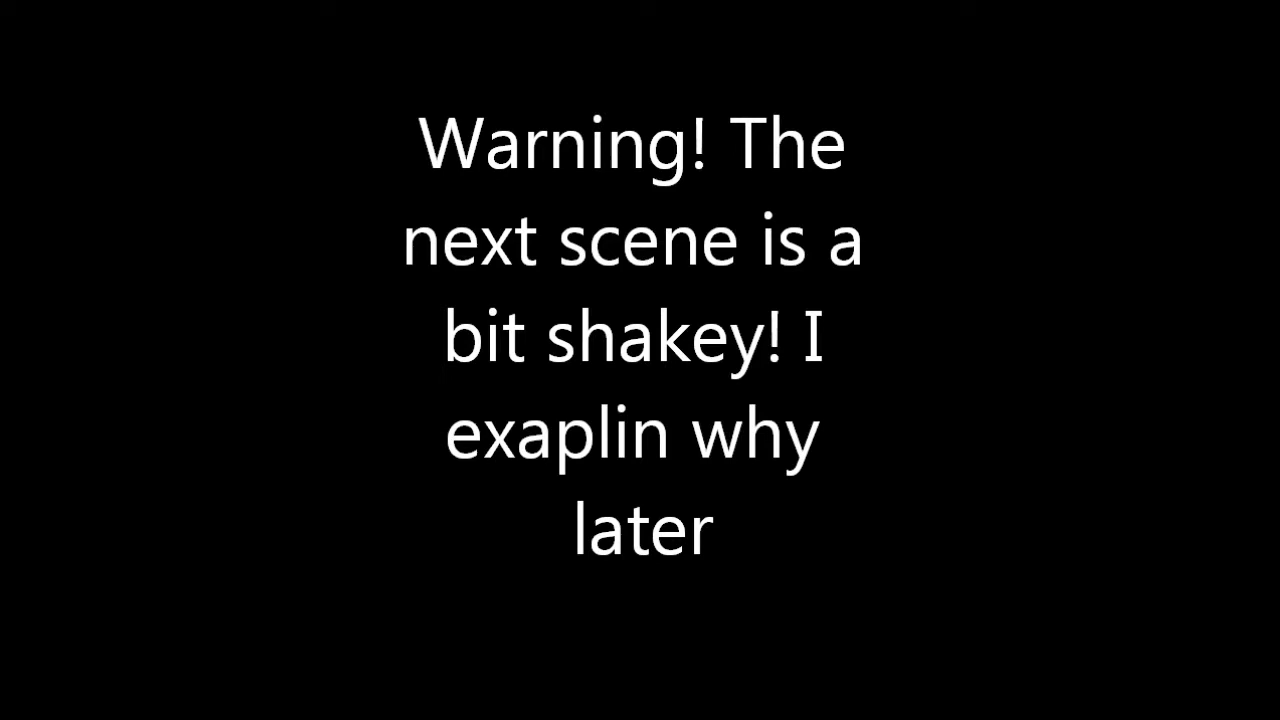 Warning! The
next scene is a
bit shakey! I
exaplin why
later